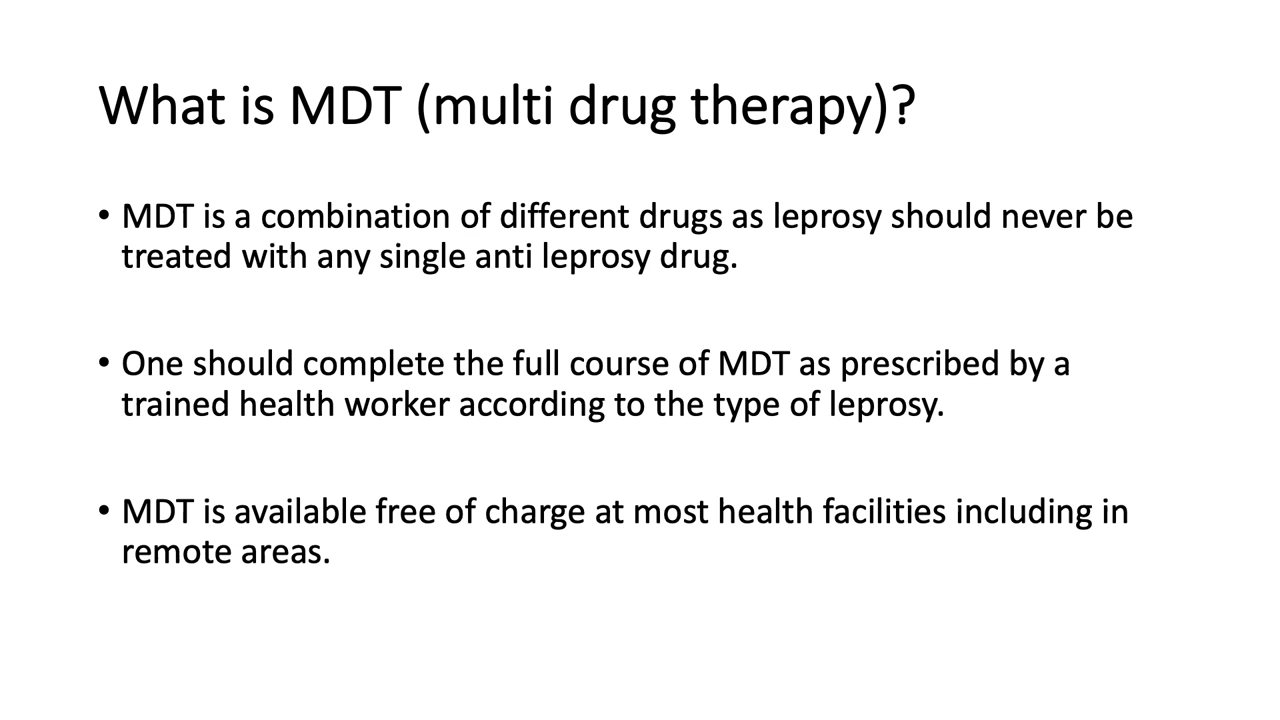 What is MDT (multi drug therapy)?
• MDT is a combination of different drugs as leprosy should never be
treated with any single anti leprosy drug.
• One should complete the full course of MDT as prescribed by a
trained health worker according to the type of leprosy.
• MDT is available free of charge at most health facilities including in
remote areas.